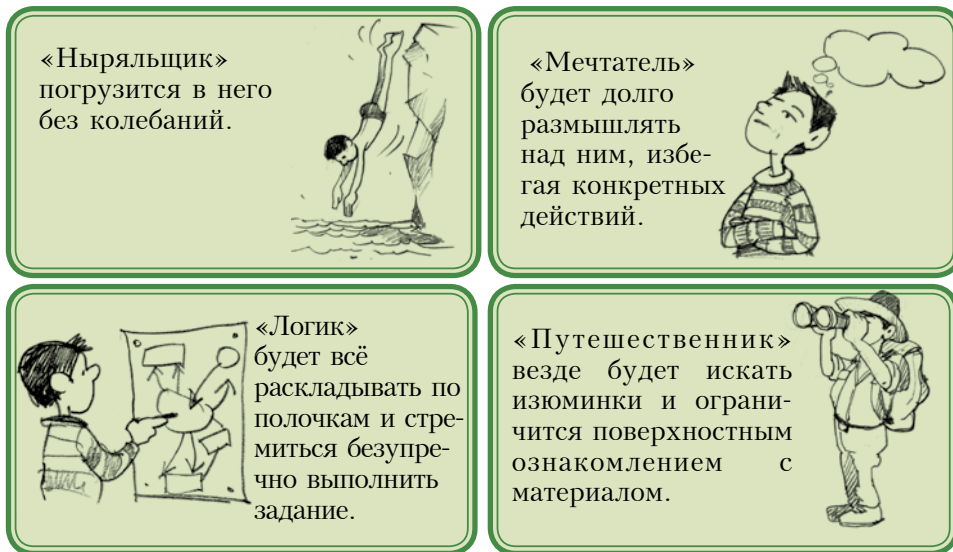 «Ныряльщик»
погрузится в него
без колебаний.
«Мечтатель»
будет долго
размышлять
над ним, избе-
гая конкретных
действий.
«Логик»
будет всё
раскладывать по
полочкам и стре-
миться безупре-
чно выполнить
задание.
«Путешественник»
везде будет искать
изюминки и ограни-
чится поверхностным
ознакомлением с
материалом.